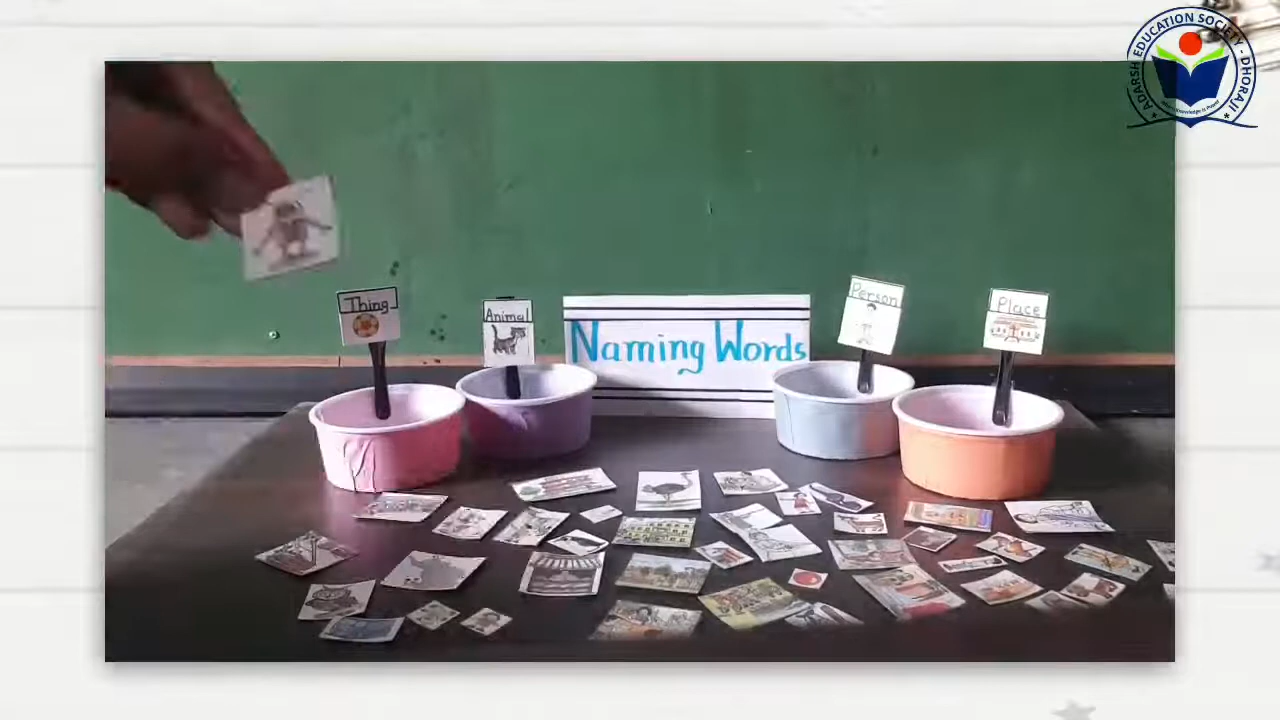 ADARSH EDUCATION SOCIETY - DHORAJI
Thing
Animal
Naming Words
Person
Place